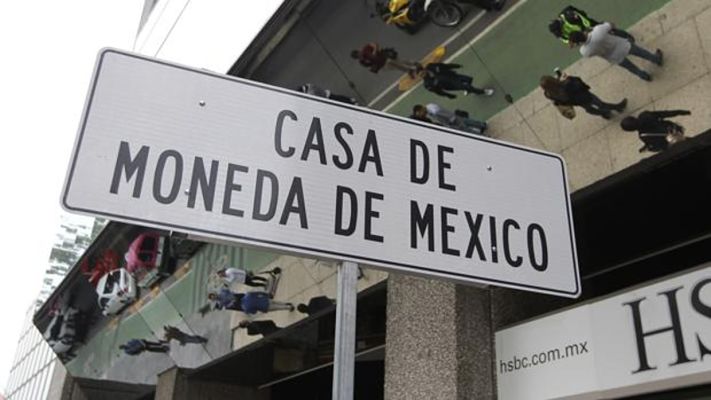 CASA DE
MONEDA DE MEXICO
hsbc.com.mx
HS